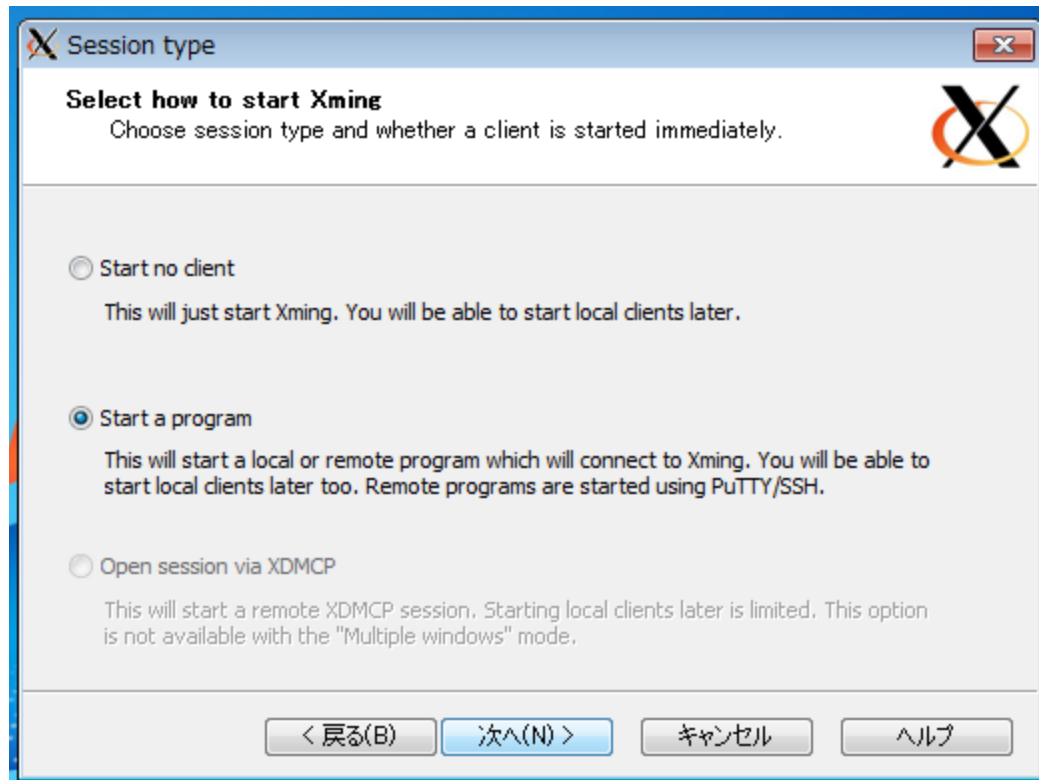 Session type
Select how to start Xming
Choose session type and whether a client is started immediately.
Start no client
This will just start Xming. You will be able to start local clients later.
Start a program
This will start a local or remote program which will connect to Xming. You will be able to
start local clients later too. Remote programs are started using PuTTY/SSH.
Open session via XDMCP
This will start a remote XDMCP session. Starting local clients later is limited. This option
is not available with the "Multiple windows" mode.
< 戻る(B) 次へ(N) > キャンセル ヘルプ